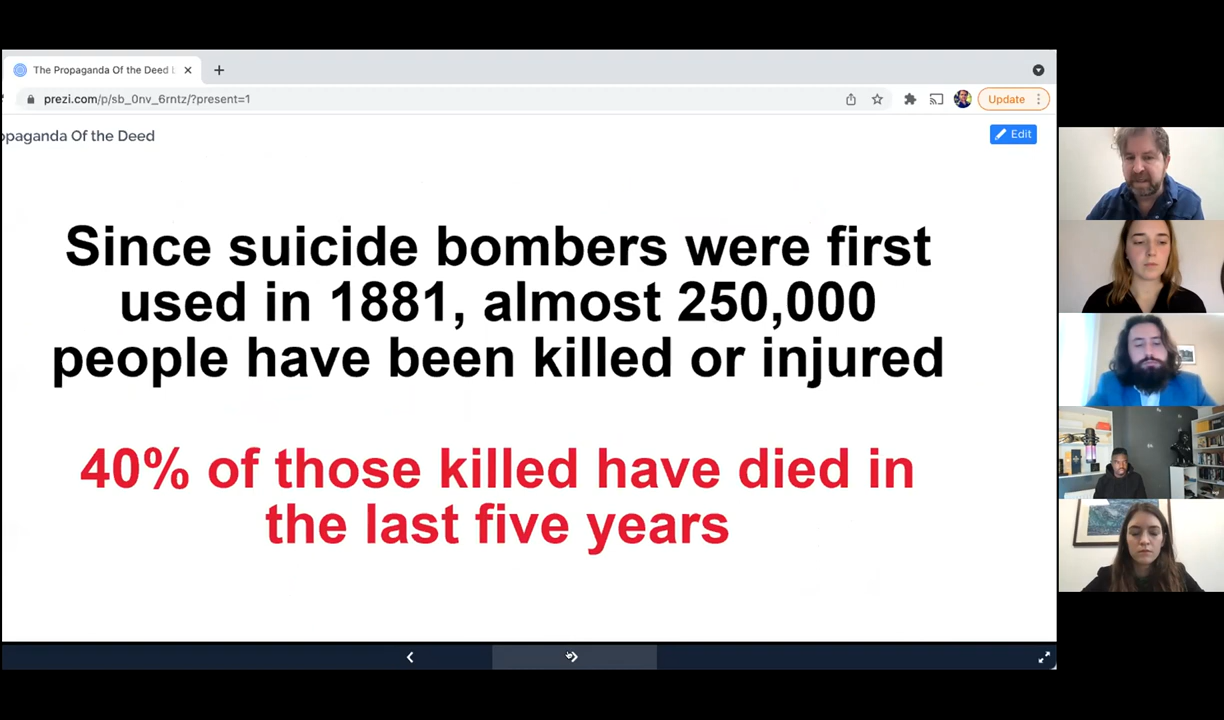 The Propaganda Of the Deed
prezi.com/p/sb_0nv_6rntz/?present=1
Update
opaganda Of the Deed
Edit
Since suicide bombers were first
used in 1881, almost 250,000
people have been killed or injured
40% of those killed have died in
the last five years